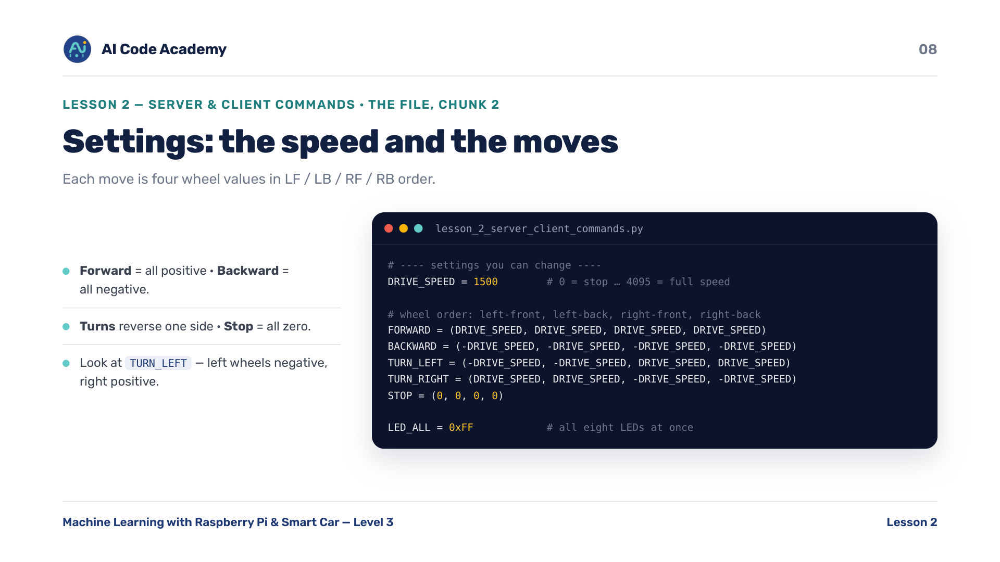 AI Code Academy
08
LESSON 2 — SERVER & CLIENT COMMANDS • THE FILE, CHUNK 2
Settings: the speed and the moves
Each move is four wheel values in LF / LB / RF / RB order.
Forward = all positive • Backward =
all negative.
Turns reverse one side • Stop = all zero.
Look at TURN_LEFT — left wheels negative,
right positive.
lesson_2_server_client_commands.py
# ---- settings you can change ----
DRIVE_SPEED = 1500        # 0 = stop … 4095 = full speed
# wheel order: left-front, left-back, right-front, right-back
FORWARD = (DRIVE_SPEED, DRIVE_SPEED, DRIVE_SPEED, DRIVE_SPEED)
BACKWARD = (-DRIVE_SPEED, -DRIVE_SPEED, -DRIVE_SPEED, -DRIVE_SPEED)
TURN_LEFT = (-DRIVE_SPEED, -DRIVE_SPEED, DRIVE_SPEED, DRIVE_SPEED)
TURN_RIGHT = (DRIVE_SPEED, DRIVE_SPEED, -DRIVE_SPEED, -DRIVE_SPEED)
STOP = (0, 0, 0, 0)
LED_ALL = 0xFF            # all eight LEDs at once
Machine Learning with Raspberry Pi & Smart Car — Level 3
Lesson 2